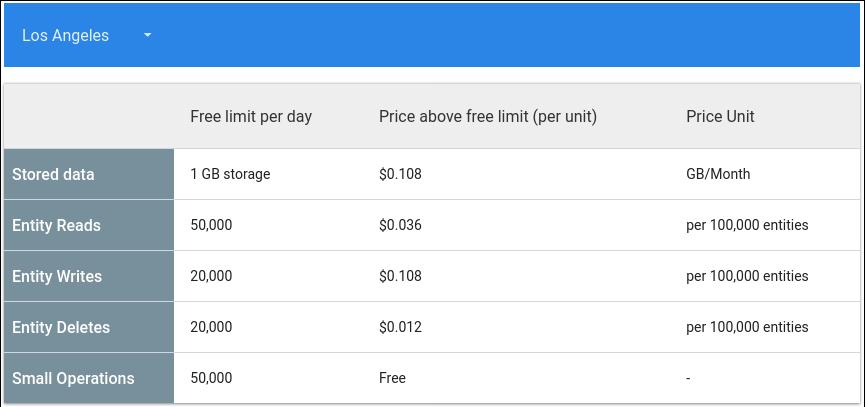 Los Angeles
Free limit per day Price above free limit (per unit) Price Unit
Stored data 1 GB storage $0.108 GB/Month
Entity Reads 50,000 $0.036 per 100,000 entities
Entity Writes 20,000 $0.108 per 100,000 entities
Entity Deletes 20,000 $0.012 per 100,000 entities
Small Operations 50,000 Free -